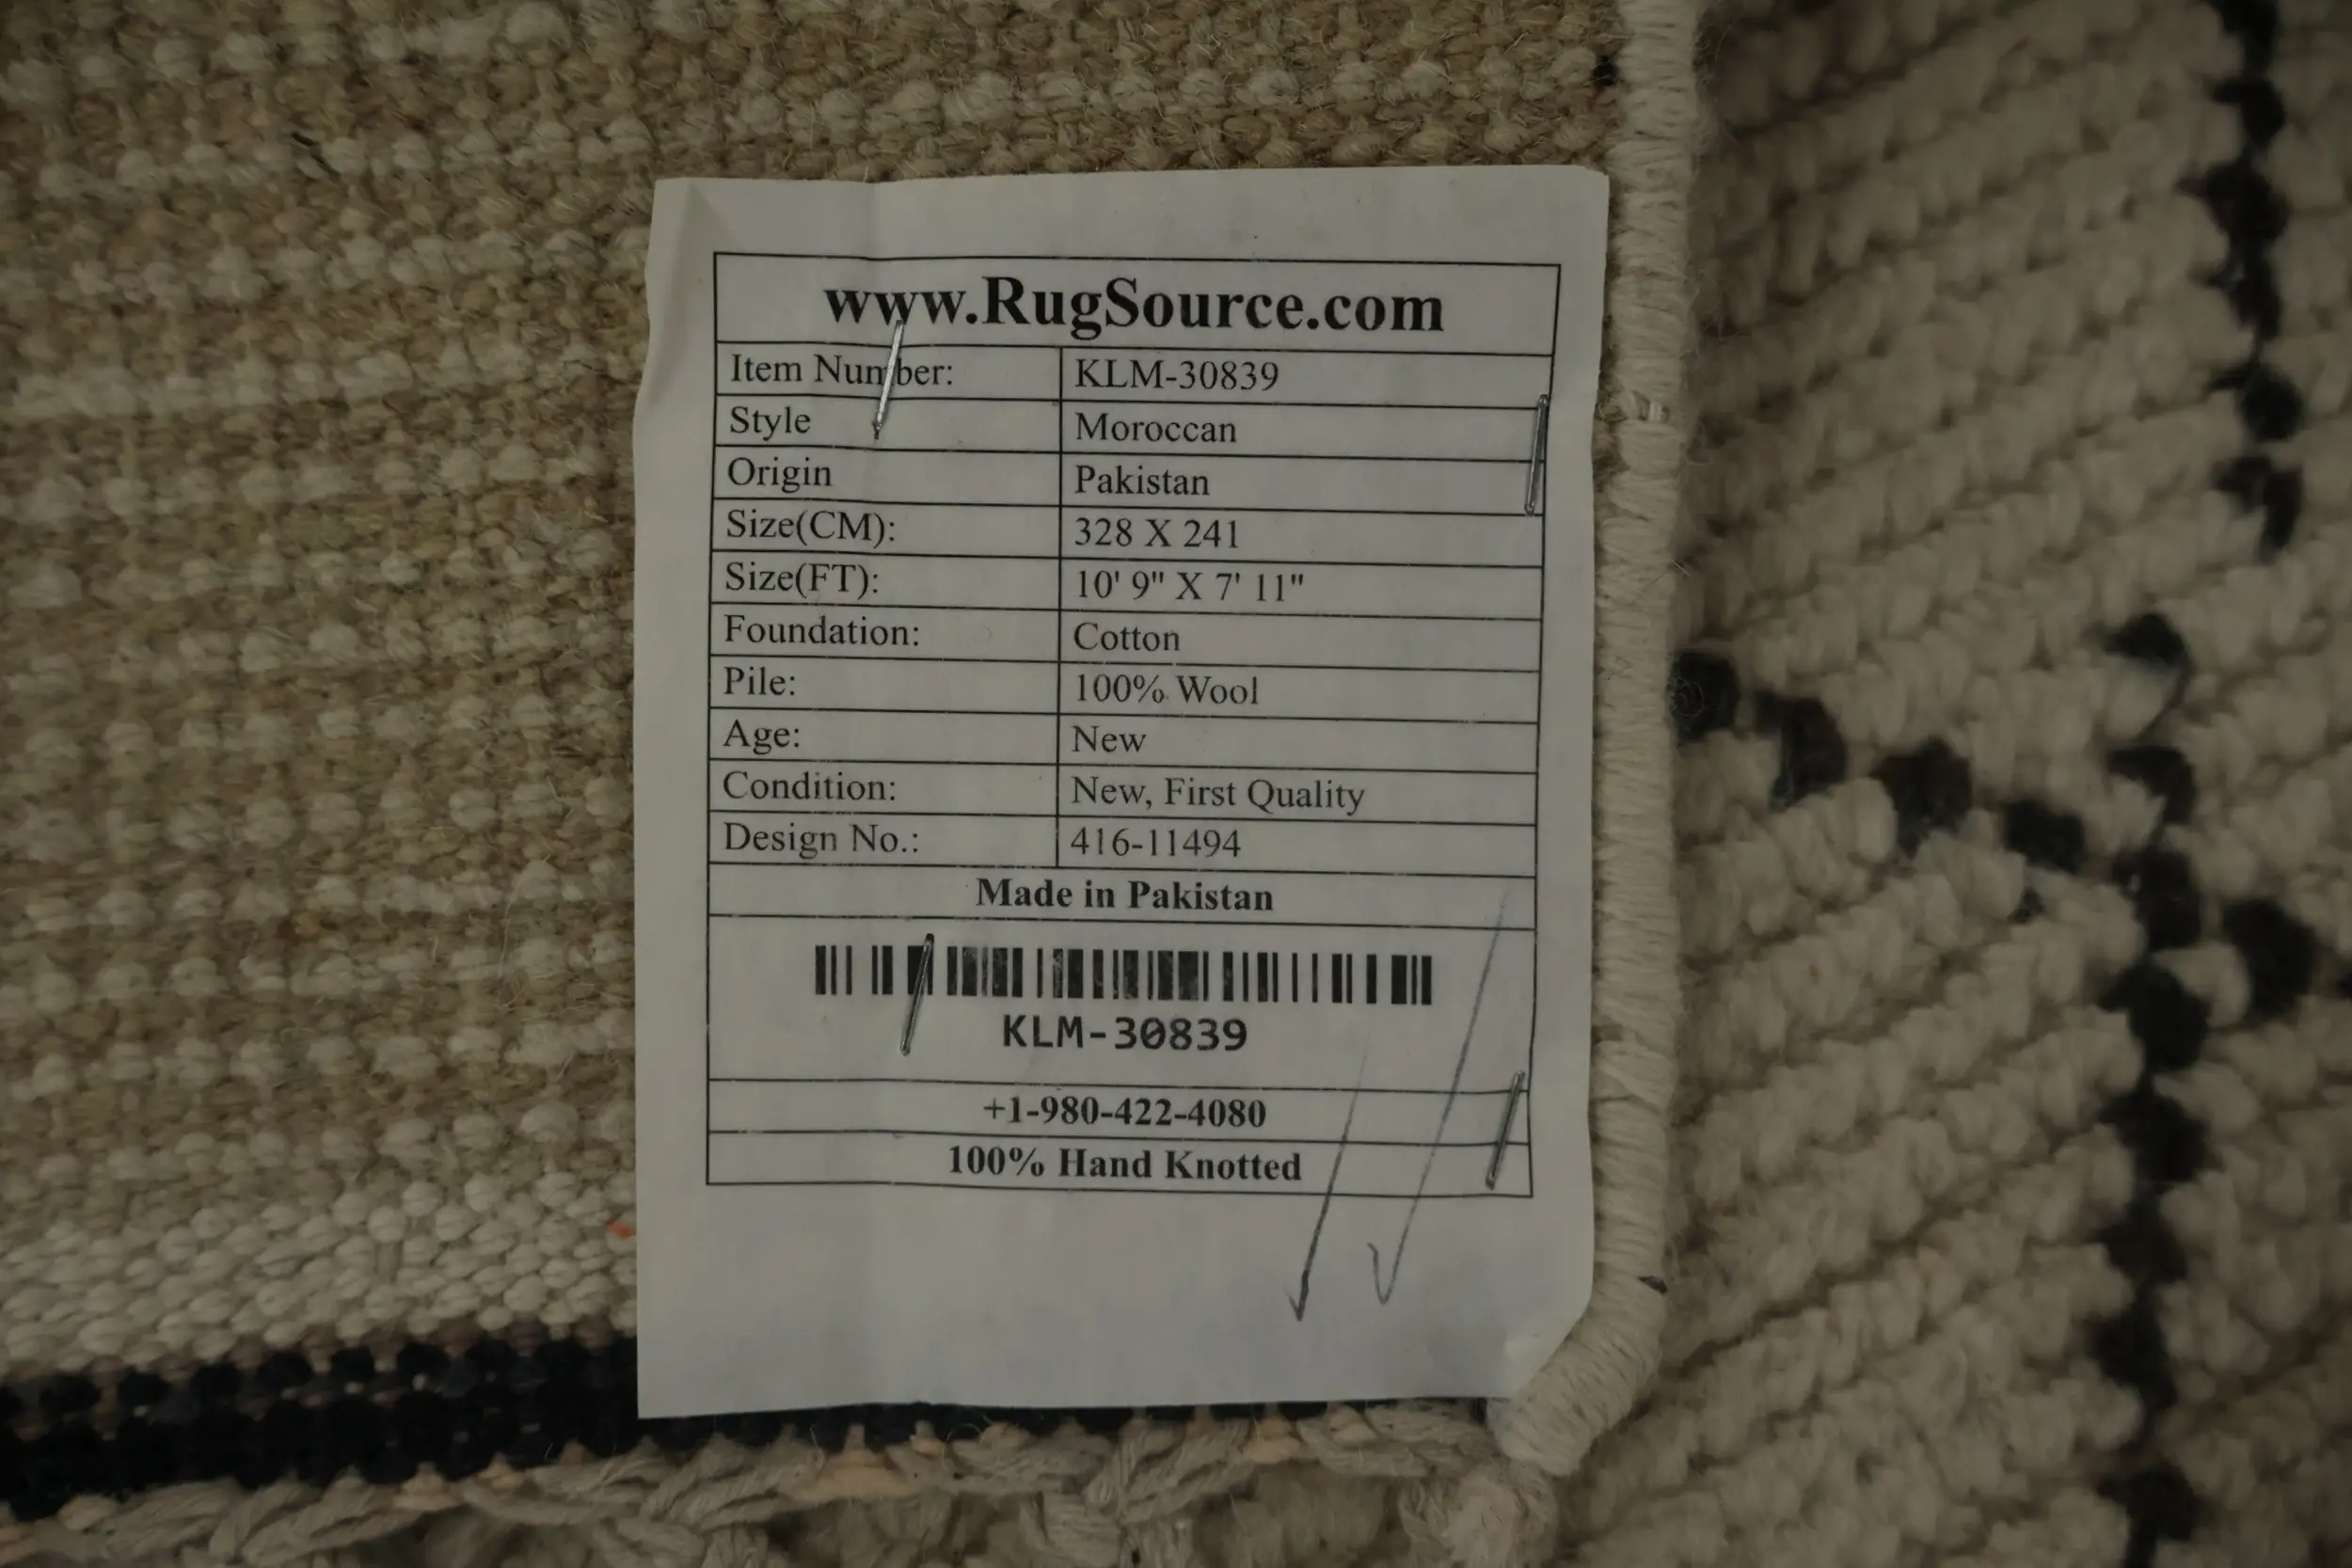 www.RugSource.com
Item Number: KLM-30839
Style Moroccan
Origin Pakistan
Size(CM): 328 X 241
Size(FT): 10' 9" X 7' 11"
Foundation: Cotton
Pile: 100% Wool
Age: New
Condition: New, First Quality
Design No.: 416-11494
Made in Pakistan
KLM-30839
+1-980-422-4080
100% Hand Knotted